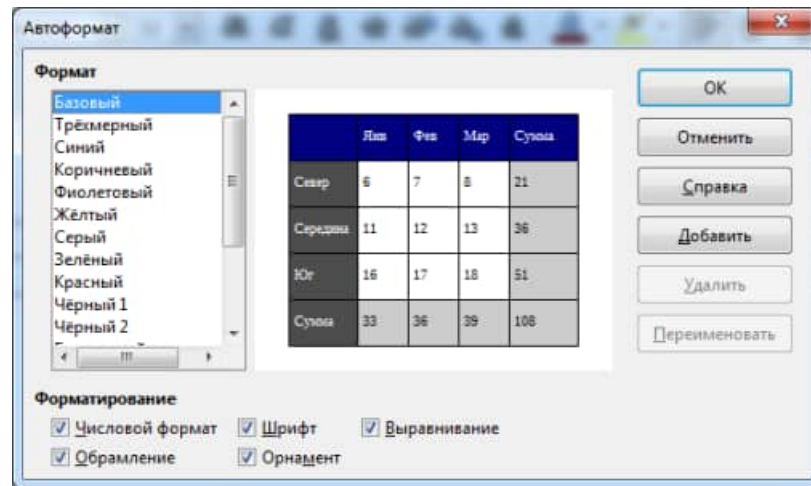 Автоформат
Формат
Базовый
Трёхмерный
Синий
Коричневый
Фиолетовый
Жёлтый
Серый
Зелёный
Красный
Чёрный 1
Чёрный 2
Янв Фев Мар Сумма
Север 6 7 8 21
Середина 11 12 13 36
Юг 16 17 18 51
Сумма 33 36 39 108
ОК
Отменить
Справка
Добавить
Удалить
Переименовать
Форматирование
Числовой формат Шрифт Выравнивание
Обрамление Орнамент